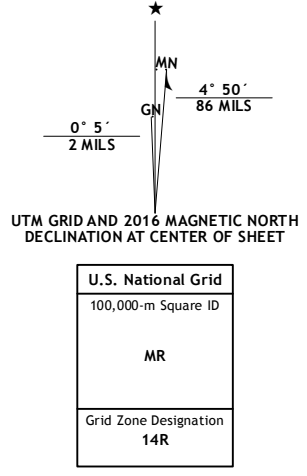 ★
MN
4° 50´
86 MILS
GN
0° 5´
2 MILS
UTM GRID AND 2016 MAGNETIC NORTH
DECLINATION AT CENTER OF SHEET
U.S. National Grid
100,000-m Square ID
MR
Grid Zone Designation
14R